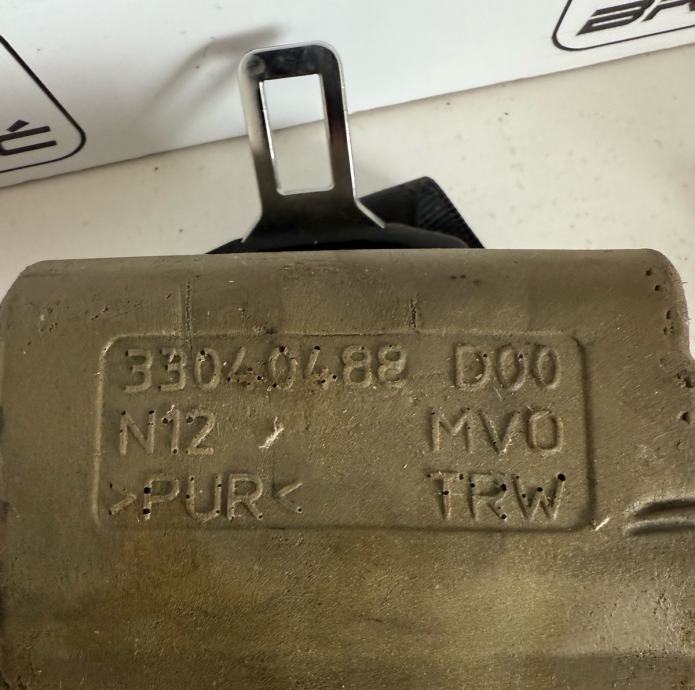 33040488 D00
N12 MVO
>PUR< TRW